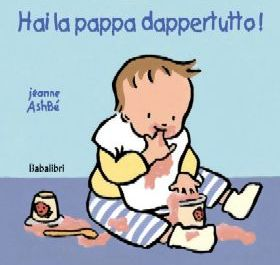 Hai la pappa dappertutto!
jeanne
AshBé
Babalibri